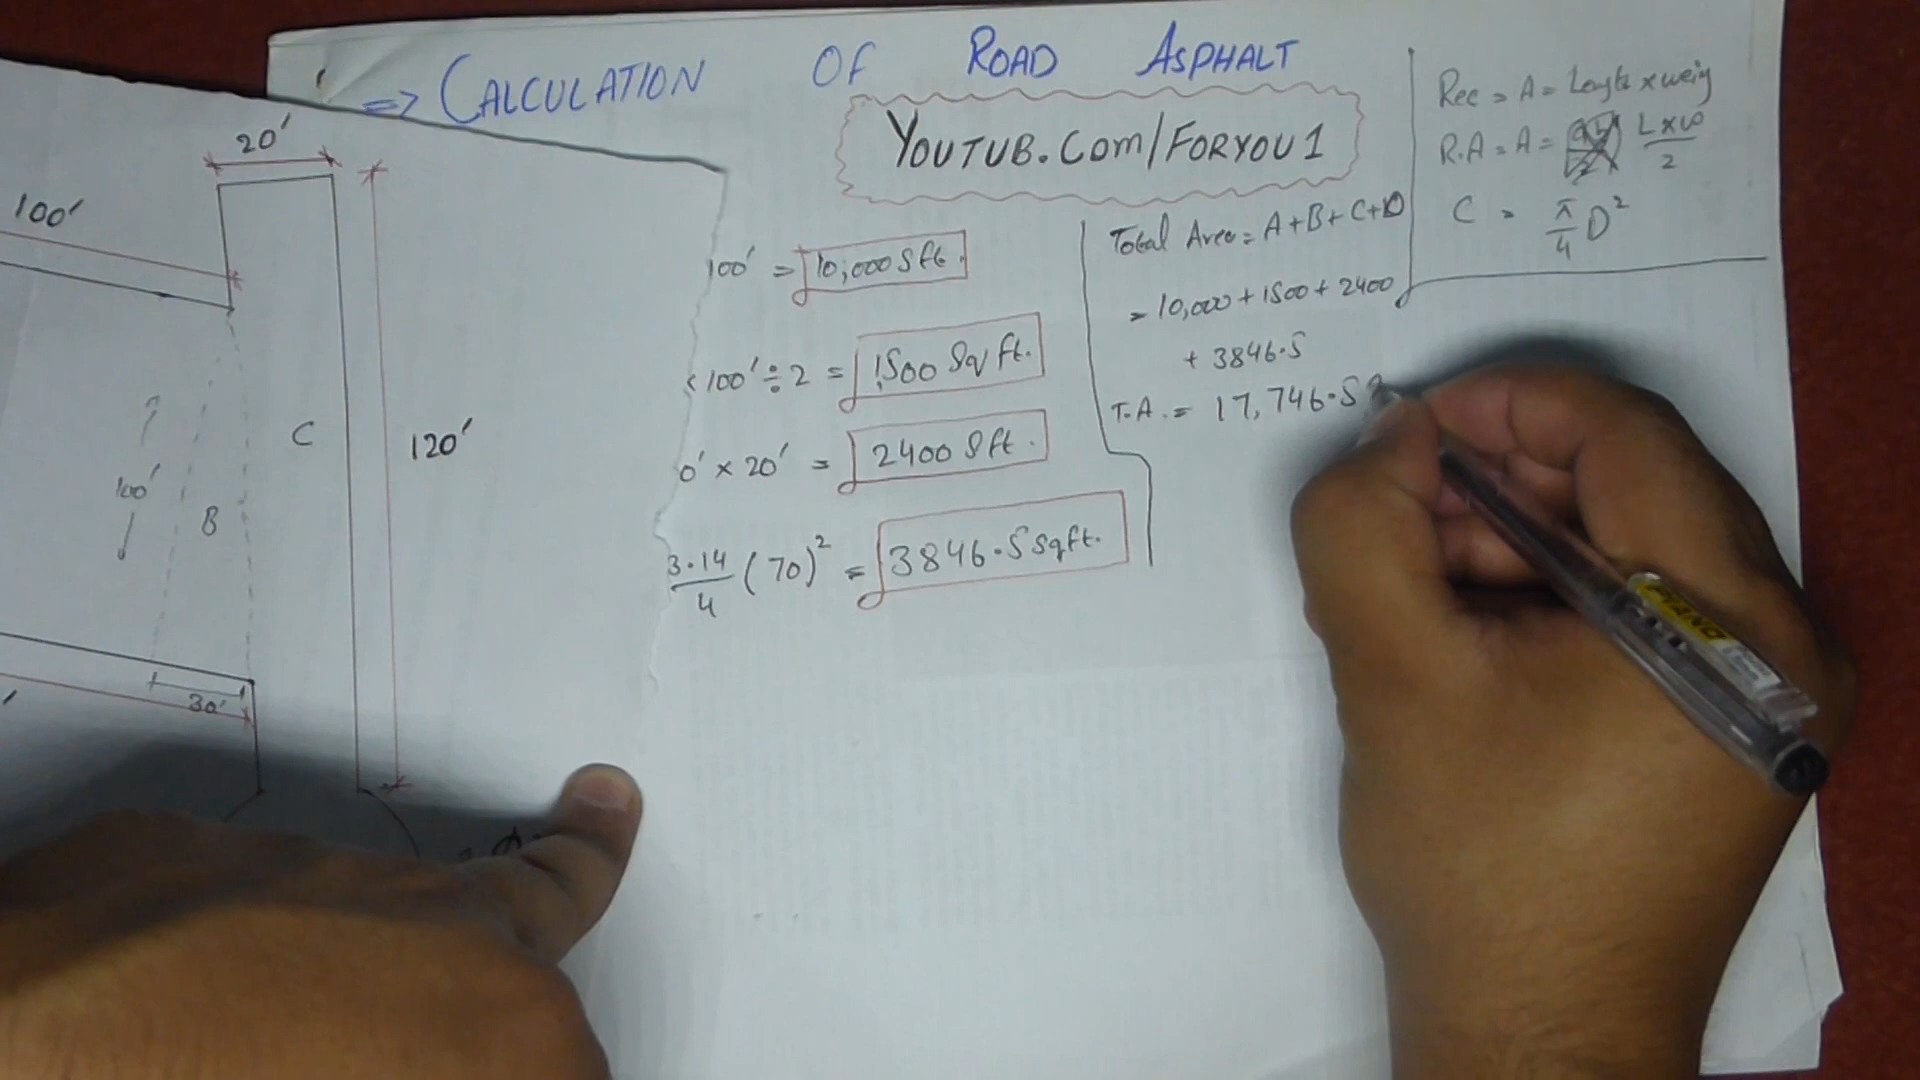 => CALCULATION OF ROAD ASPHALT
YOUTUB.COM/FORYOU1
Rec = A = Length x weig
R.A = A = L x w
2
C = π D²
4
20'
100'
C
120'
100'
B
30'
100' = 10,000 Sft.
100' ÷ 2 = 1500 Sq ft.
0' x 20' = 2400 Sft.
3.14 (70)² = 3846.5 sqft.
4
Total Area = A+B+C+D
= 10,000 + 1500 + 2400
+ 3846.5
T.A. = 17,746.5
PIANO